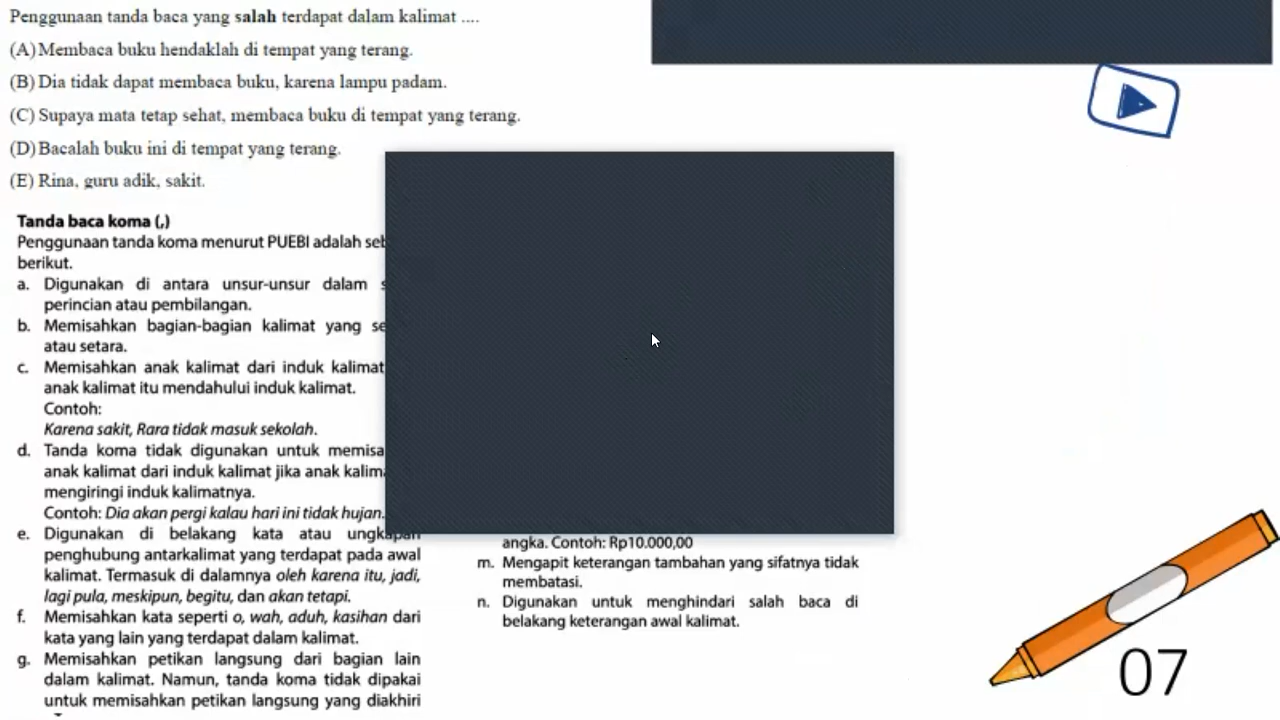 Penggunaan tanda baca yang salah terdapat dalam kalimat ....
(A) Membaca buku hendaklah di tempat yang terang.
(B) Dia tidak dapat membaca buku, karena lampu padam.
(C) Supaya mata tetap sehat, membaca buku di tempat yang terang.
(D) Bacalah buku ini di tempat yang terang.
(E) Rina, guru adik, sakit.
Tanda baca koma (,)
Penggunaan tanda koma menurut PUEBI adalah
berikut.
a. Digunakan di antara unsur-unsur dalam
perincian atau pembilangan.
b. Memisahkan bagian-bagian kalimat yang
atau setara.
c. Memisahkan anak kalimat dari induk kalimat
anak kalimat itu mendahului induk kalimat.
Contoh:
Karena sakit, Rara tidak masuk sekolah.
d. Tanda koma tidak digunakan untuk
anak kalimat dari induk kalimat jika anak
mengiringi induk kalimatnya.
Contoh: Dia akan pergi kalau hari ini tidak hujan.
e. Digunakan di belakang kata atau ungkapan
penghubung antarkalimat yang terdapat pada awal
kalimat. Termasuk di dalamnya oleh karena itu, jadi,
lagi pula, meskipun, begitu, dan akan tetapi.
f. Memisahkan kata seperti o, wah, aduh, kasihan dari
kata yang lain yang terdapat dalam kalimat.
g. Memisahkan petikan langsung dari bagian lain
dalam kalimat. Namun, tanda koma tidak dipakai
untuk memisahkan petikan langsung yang diakhiri
angka. Contoh: Rp10.000,00
m. Mengapit keterangan tambahan yang sifatnya tidak
membatasi.
n. Digunakan untuk menghindari salah baca di
belakang keterangan awal kalimat.
07